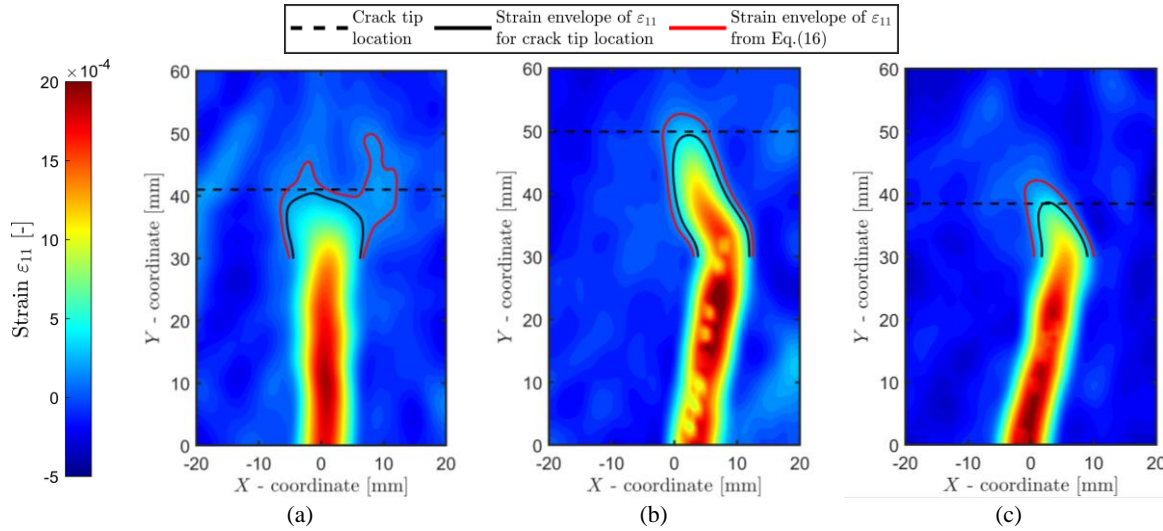 Crack tip
location
Strain envelope of ε₁₁
for crack tip location
Strain envelope of ε₁₁
from Eq.(16)
×10⁻⁴
20
15
10
5
0
-5
Strain ε₁₁ [-]
60
50
40
30
20
10
0
Y - coordinate [mm]
-20 -10 0 10 20
X - coordinate [mm]
(a)
60
50
40
30
20
10
0
Y - coordinate [mm]
-20 -10 0 10 20
X - coordinate [mm]
(b)
60
50
40
30
20
10
0
Y - coordinate [mm]
-20 -10 0 10 20
X - coordinate [mm]
(c)